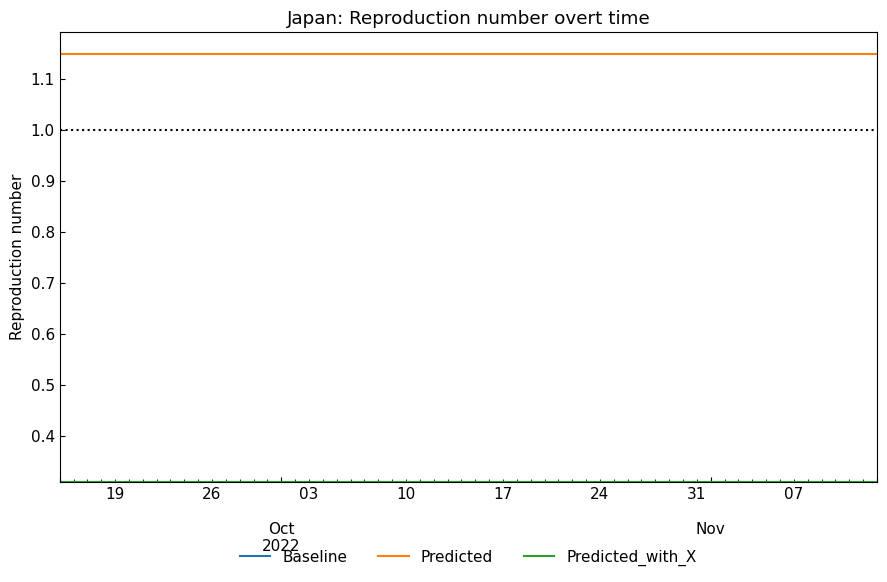 Japan: Reproduction number overt time
Reproduction number
1.1
1.0
0.9
0.8
0.7
0.6
0.5
0.4
19 26 03 10 17 24 31 07
Oct Nov
2022
Baseline Predicted Predicted_with_X